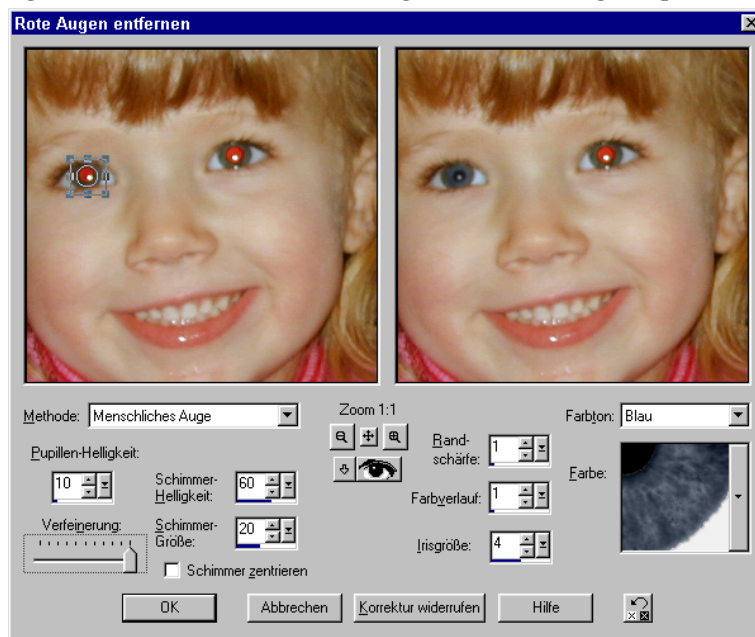 Rote Augen entfernen
Methode: Menschliches Auge
Zoom 1:1
Farbton: Blau
Pupillen-Helligkeit:
10
Schimmer-
Helligkeit: 60
Rand-
schärfe: 1
Farbe:
Verfeinerung:
Schimmer-
Größe: 20
Farbverlauf: 1
Irisgröße: 4
Schimmer zentrieren
OK
Abbrechen
Korrektur widerrufen
Hilfe